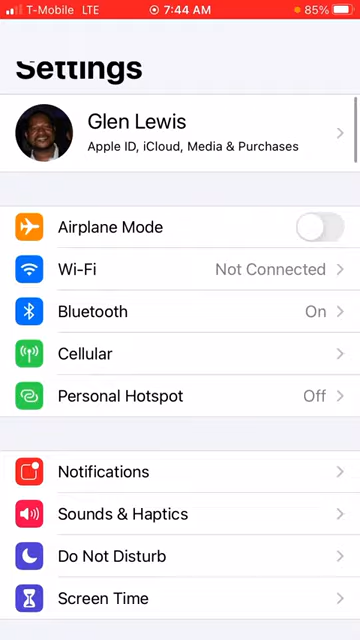 T-Mobile LTE 7:44 AM 85%
Settings
Glen Lewis
Apple ID, iCloud, Media & Purchases
Airplane Mode
Wi-Fi Not Connected
Bluetooth On
Cellular
Personal Hotspot Off
Notifications
Sounds & Haptics
Do Not Disturb
Screen Time